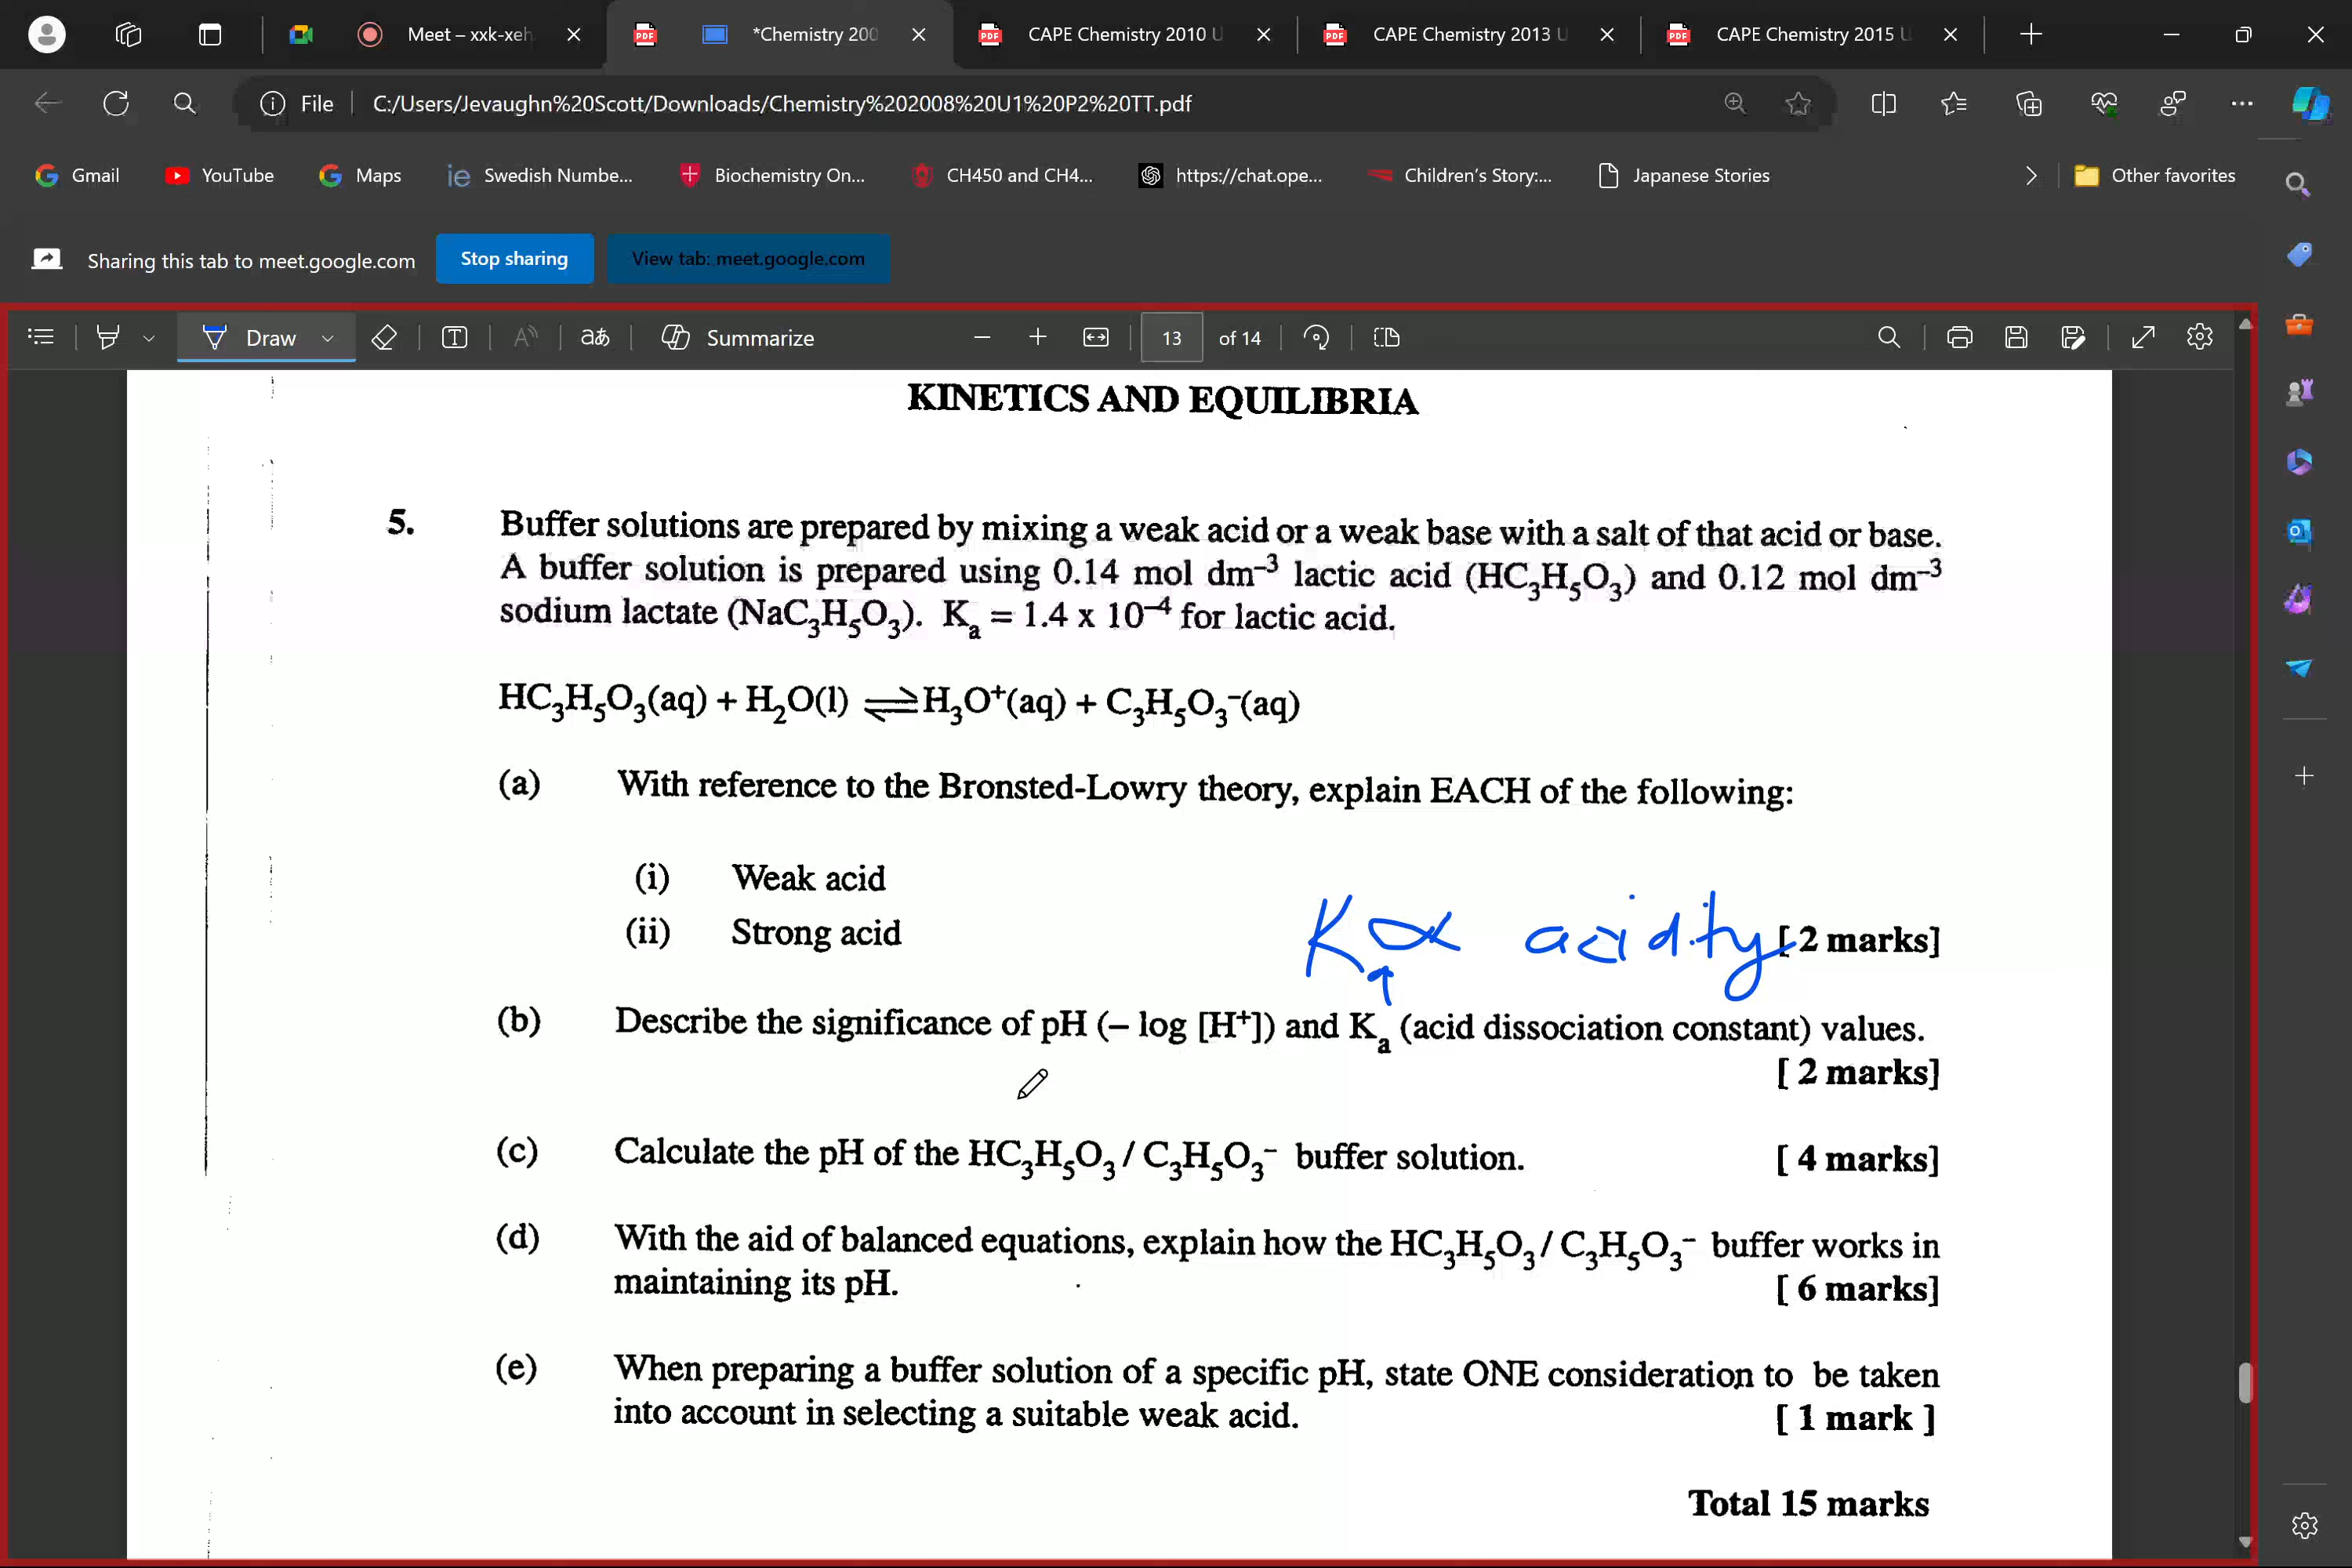 Meet – xxk-xeh
*Chemistry 200
CAPE Chemistry 2010 U
CAPE Chemistry 2013 U
CAPE Chemistry 2015 U
File
C:/Users/Jevaughn%20Scott/Downloads/Chemistry%202008%20U1%20P2%20TT.pdf
Gmail
YouTube
Maps
Swedish Numbe...
Biochemistry On...
CH450 and CH4...
https://chat.ope...
Children's Story:...
Japanese Stories
Other favorites
Sharing this tab to meet.google.com
Stop sharing
View tab: meet.google.com
Draw
Summarize
13 of 14
KINETICS AND EQUILIBRIA
5. Buffer solutions are prepared by mixing a weak acid or a weak base with a salt of that acid or base.
A buffer solution is prepared using 0.14 mol dm⁻³ lactic acid (HC₃H₅O₃) and 0.12 mol dm⁻³
sodium lactate (NaC₃H₅O₃). Kₐ = 1.4 x 10⁻⁴ for lactic acid.
HC₃H₅O₃(aq) + H₂O(l) ⇌ H₃O⁺(aq) + C₃H₅O₃⁻(aq)
(a) With reference to the Bronsted-Lowry theory, explain EACH of the following:
(i) Weak acid
(ii) Strong acid
Kₐ ∝ acidity
[ 2 marks]
(b) Describe the significance of pH (– log [H⁺]) and Kₐ (acid dissociation constant) values.
[ 2 marks]
(c) Calculate the pH of the HC₃H₅O₃ / C₃H₅O₃⁻ buffer solution. [ 4 marks]
(d) With the aid of balanced equations, explain how the HC₃H₅O₃ / C₃H₅O₃⁻ buffer works in
maintaining its pH. [ 6 marks]
(e) When preparing a buffer solution of a specific pH, state ONE consideration to be taken
into account in selecting a suitable weak acid. [ 1 mark ]
Total 15 marks